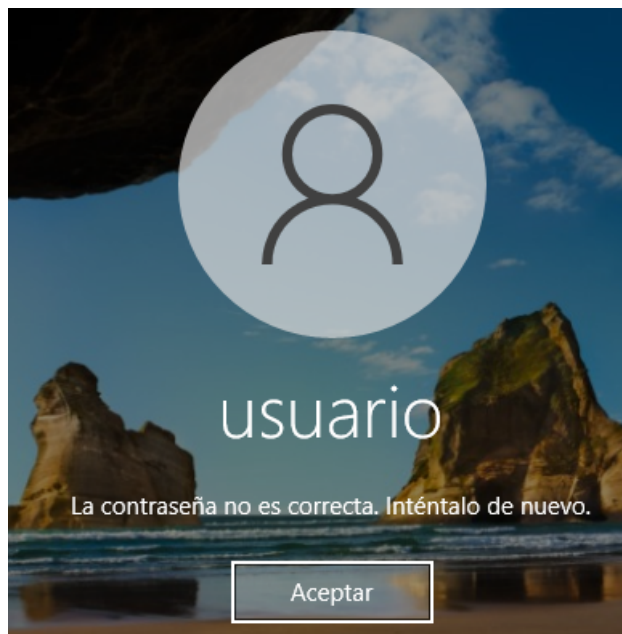 usuario
La contraseña no es correcta. Inténtalo de nuevo.
Aceptar